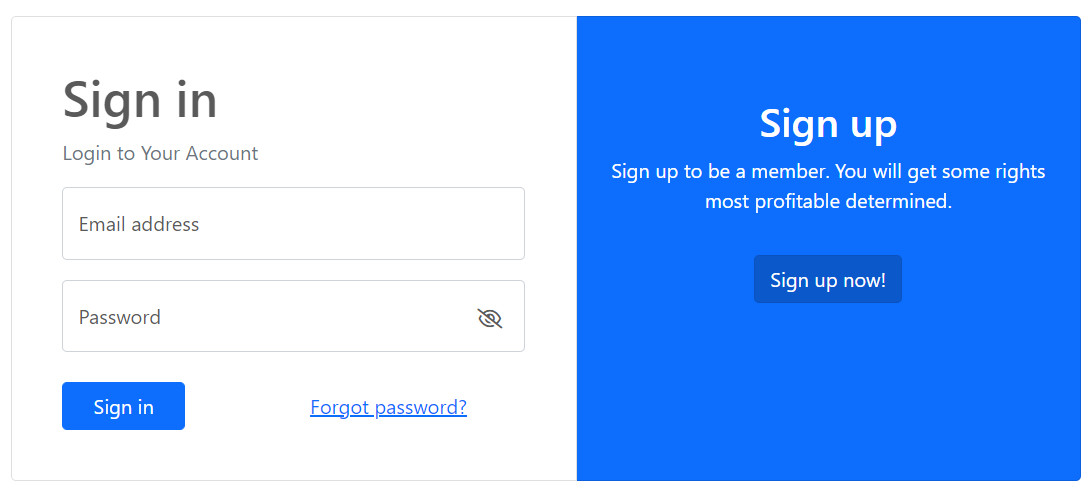 Sign in
Login to Your Account
Email address
Password
Sign in
Forgot password?
Sign up
Sign up to be a member. You will get some rights
most profitable determined.
Sign up now!